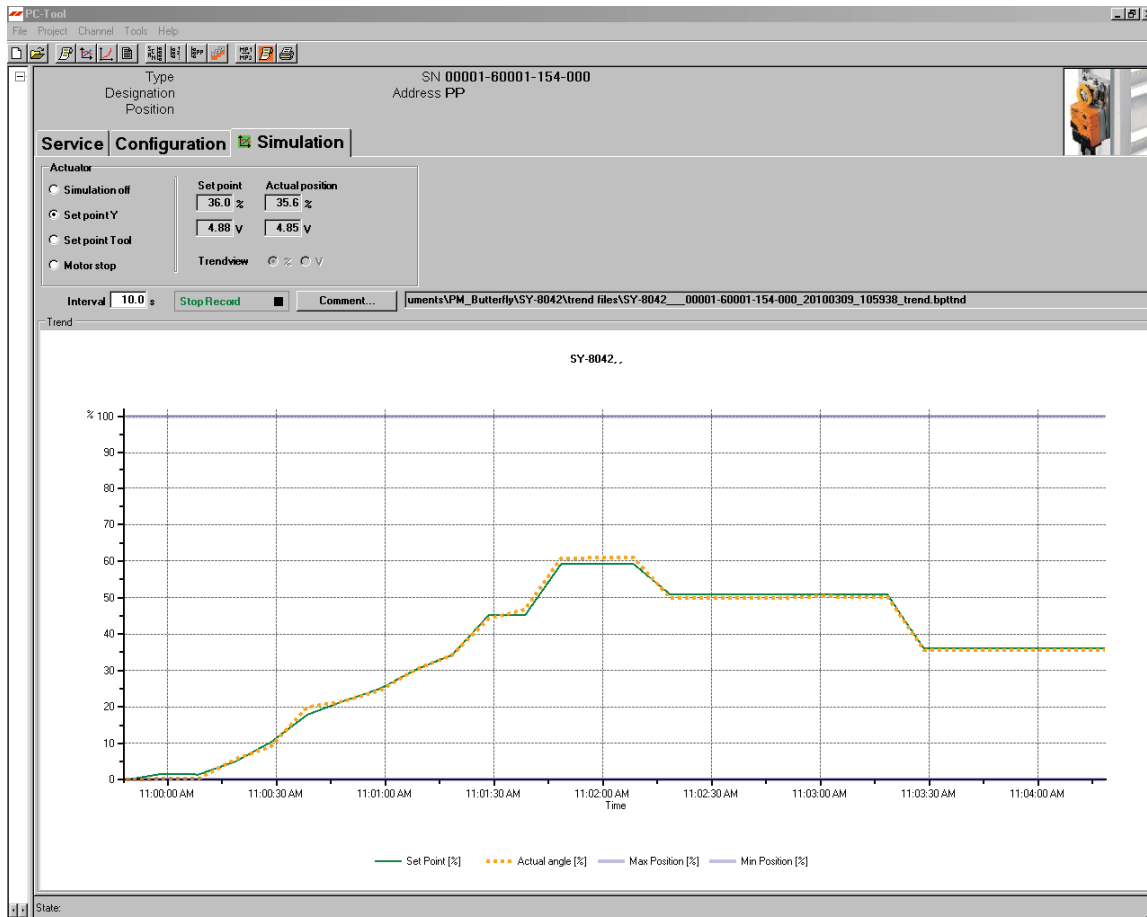 PC-Tool
File Project Channel Tools Help
Type
SN 00001-60001-154-000
Designation
Address PP
Position
Service Configuration Simulation
Actuator
Simulation off
Set point Y
Set point Tool
Motor stop
Set point Actual position
36.0 % 35.6 %
4.88 V 4.85 V
Trendview % V
Interval 10.0 s Stop Record Comment... uments\PM_Butterfly\SY-8042\trend files\SY-8042___00001-60001-154-000_20100309_105938_trend.bpttnd
Trend
SY-8042, ,
% 100
90
80
70
60
50
40
30
20
10
0
11:00:00 AM 11:00:30 AM 11:01:00 AM 11:01:30 AM 11:02:00 AM 11:02:30 AM 11:03:00 AM 11:03:30 AM 11:04:00 AM
Time
Set Point [%] Actual angle [%] Max Position [%] Min Position [%]
State: